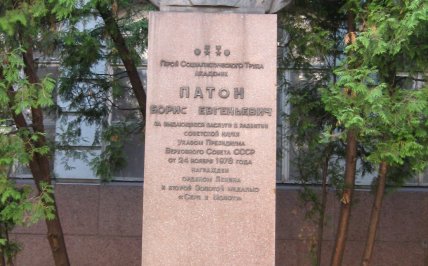 Герой Социалистического Труда
академик
ПАТОН
БОРИС ЕВГЕНЬЕВИЧ
за выдающиеся заслуги в развитии
советской науки
Указом Президиума
Верховного Совета СССР
от 24 ноября 1978 года
награжден
орденом Ленина
и второй Золотой медалью
«Серп и Молот»